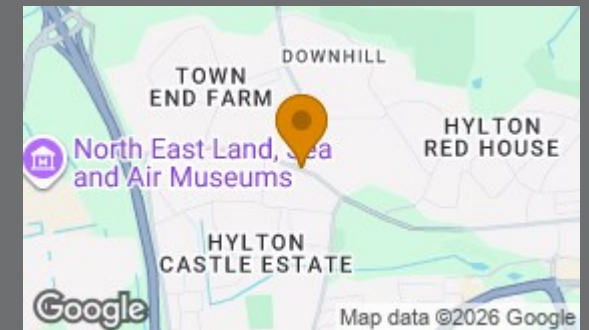 DOWNHILL
TOWN
END FARM
HYLTON
RED HOUSE
North East Land, Sea
and Air Museums
HYLTON
CASTLE ESTATE
Google
Map data ©2026 Google